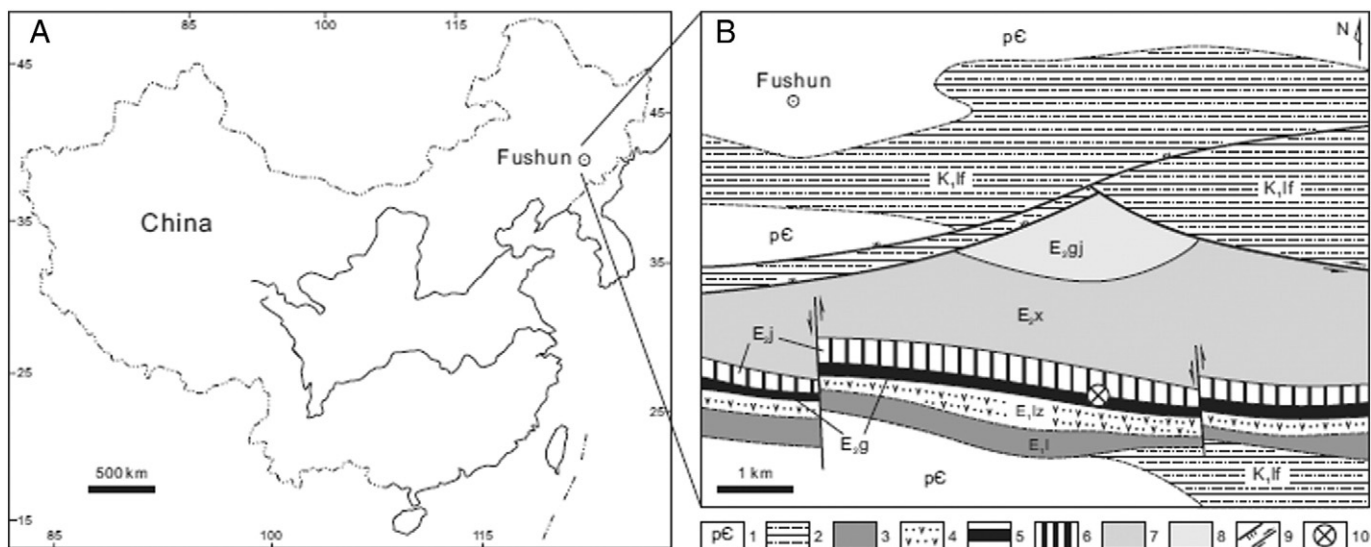 A
85
100
115
45
45
35
35
25
25
15
85
100
115
China
Fushun
500 km
B
N
pЄ
Fushun
K₁lf
K₁lf
pЄ
E₂gj
E₂x
E₂j
E₁lz
E₂g
E₁l
pЄ
K₁lf
1 km
pЄ 1 2 3 4 5 6 7 8 9 10